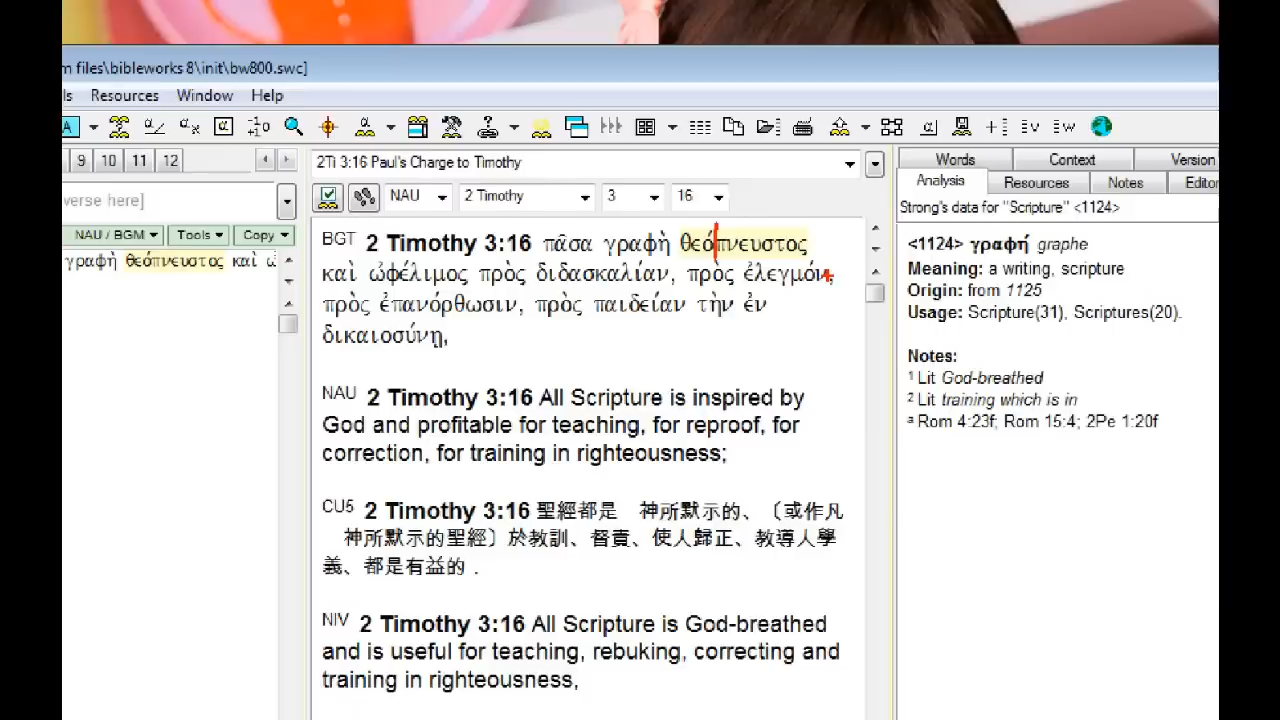 m files\bibleworks 8\init\bw800.swc]
ls Resources Window Help
9 10 11 12
verse here]
NAU / BGM Tools Copy
γραφὴ θεόπνευστος καὶ ὠ
2Ti 3:16 Paul's Charge to Timothy
NAU 2 Timothy 3 16
BGT 2 Timothy 3:16 πᾶσα γραφὴ θεόπνευστος
καὶ ὠφέλιμος πρὸς διδασκαλίαν, πρὸς ἐλεγμόν,
πρὸς ἐπανόρθωσιν, πρὸς παιδείαν τὴν ἐν
δικαιοσύνῃ,
NAU 2 Timothy 3:16 All Scripture is inspired by
God and profitable for teaching, for reproof, for
correction, for training in righteousness;
CU5 2 Timothy 3:16 聖經都是　神所默示的、〔或作凡
　神所默示的聖經〕於教訓、督責、使人歸正、教導人學
義、都是有益的．
NIV 2 Timothy 3:16 All Scripture is God-breathed
and is useful for teaching, rebuking, correcting and
training in righteousness,
Words Context Version
Analysis Resources Notes Editor
Strong's data for "Scripture" <1124>
<1124> γραφή graphe
Meaning: a writing, scripture
Origin: from 1125
Usage: Scripture(31), Scriptures(20).
Notes:
1 Lit God-breathed
2 Lit training which is in
a Rom 4:23f; Rom 15:4; 2Pe 1:20f